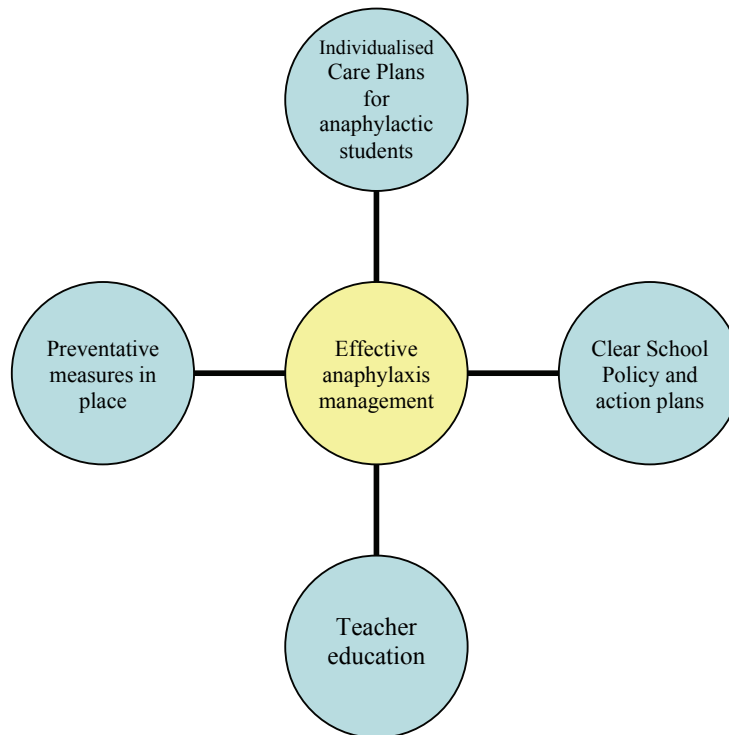 Individualised
Care Plans
for
anaphylactic
students
Preventative
measures in
place
Effective
anaphylaxis
management
Clear School
Policy and
action plans
Teacher
education